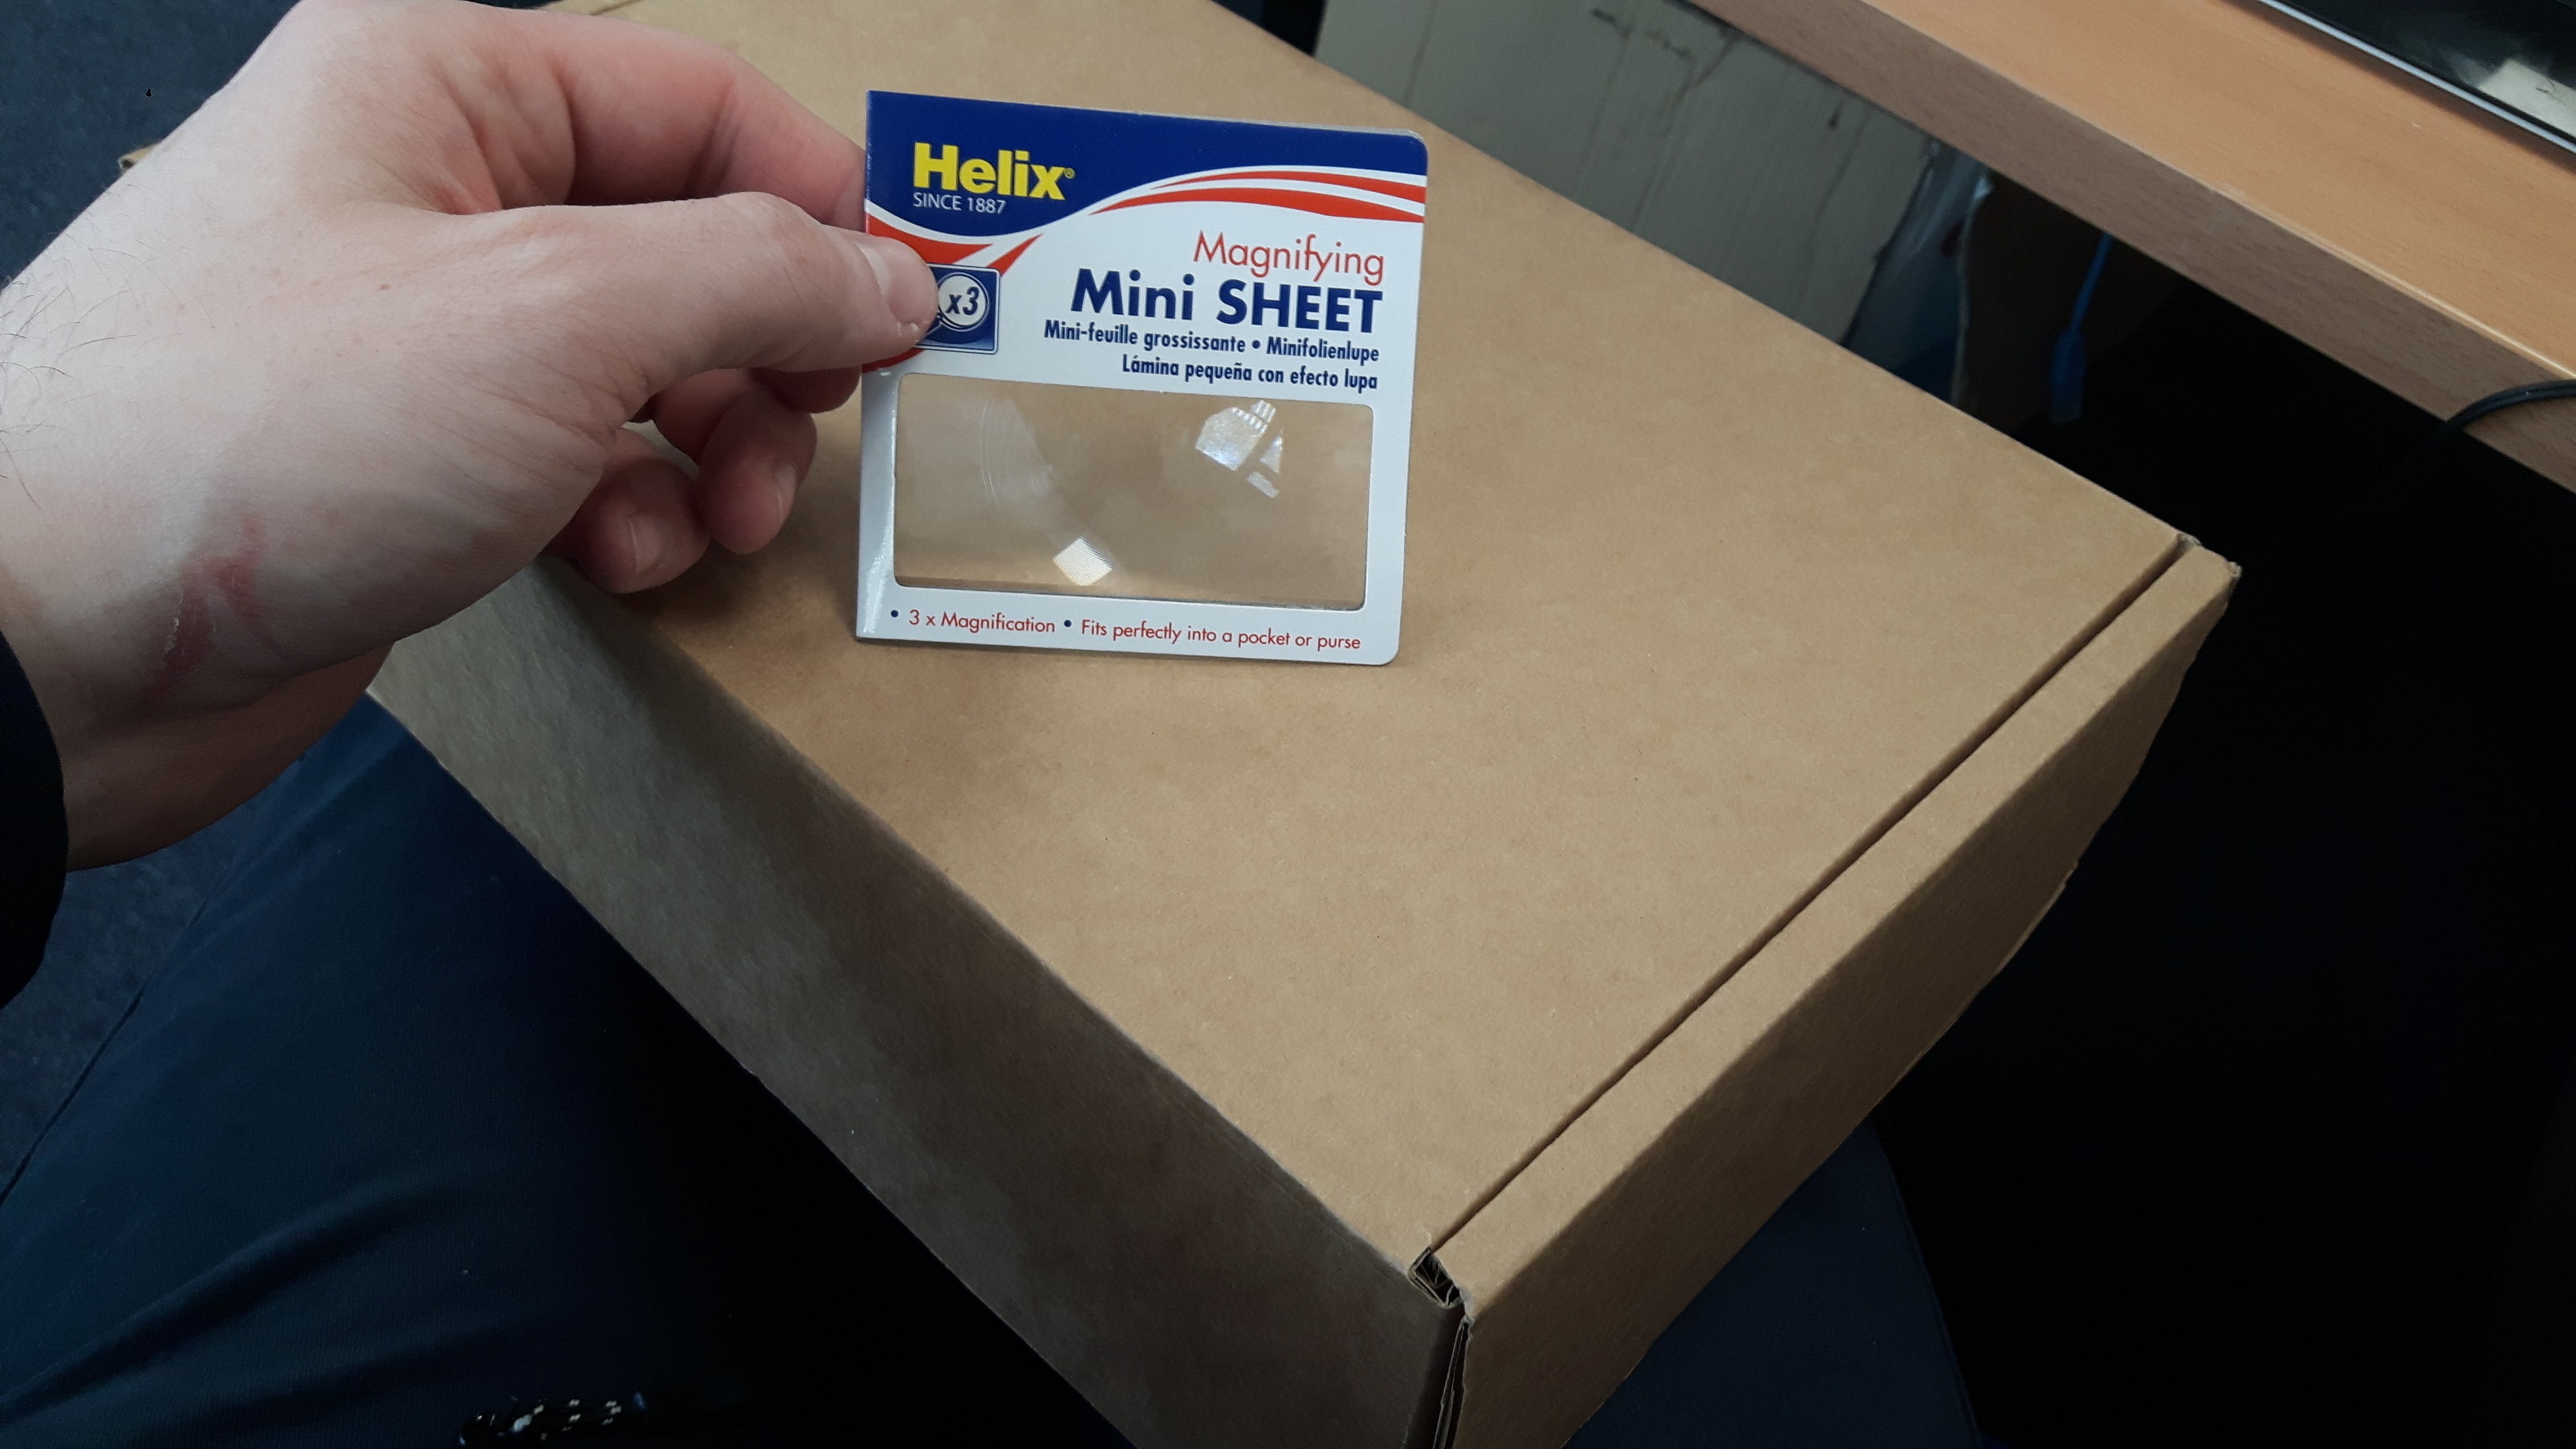 Helix®
SINCE 1887
Magnifying
x3
Mini SHEET
Mini-feuille grossissante • Minifolienlupe
Lámina pequeña con efecto lupa
• 3 x Magnification • Fits perfectly into a pocket or purse